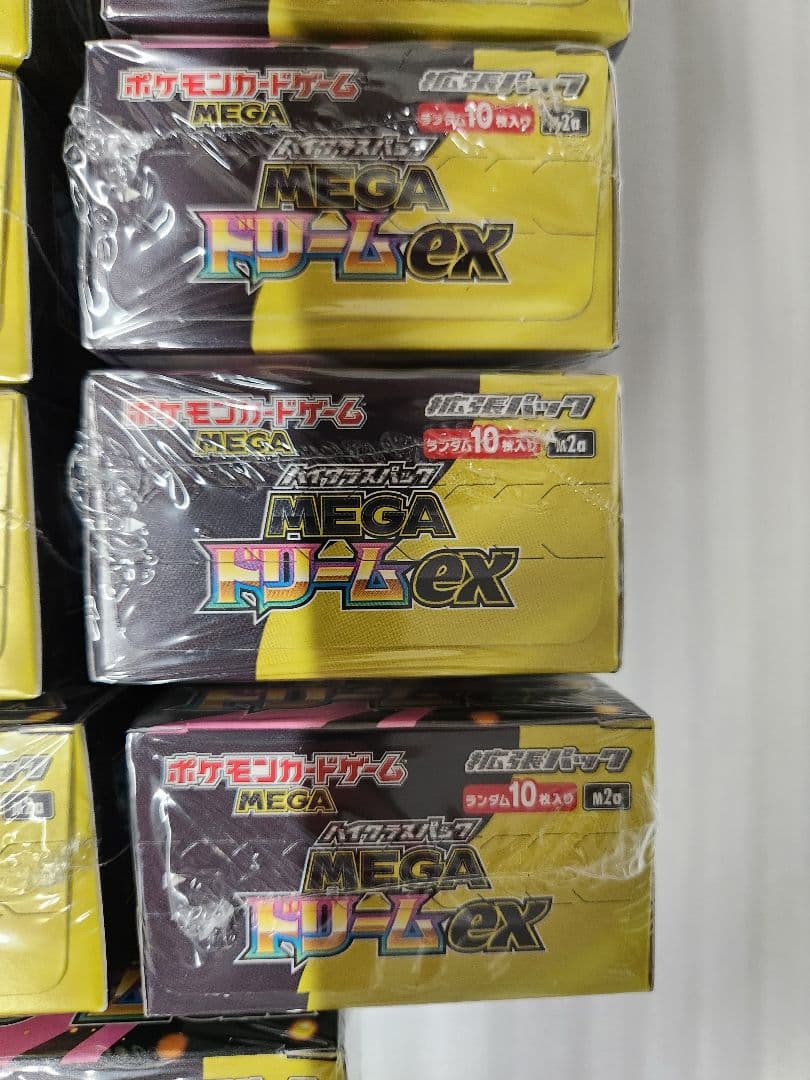 ポケモンカードゲーム
MEGA
拡張パック
ランダム10枚入り M2a
ハイクラスパック
MEGA
ドリームex
ポケモンカードゲーム
MEGA
拡張パック
ランダム10枚入り M2a
ハイクラスパック
MEGA
ドリームex
ポケモンカードゲーム
MEGA
拡張パック
ランダム10枚入り M2a
ハイクラスパック
MEGA
ドリームex